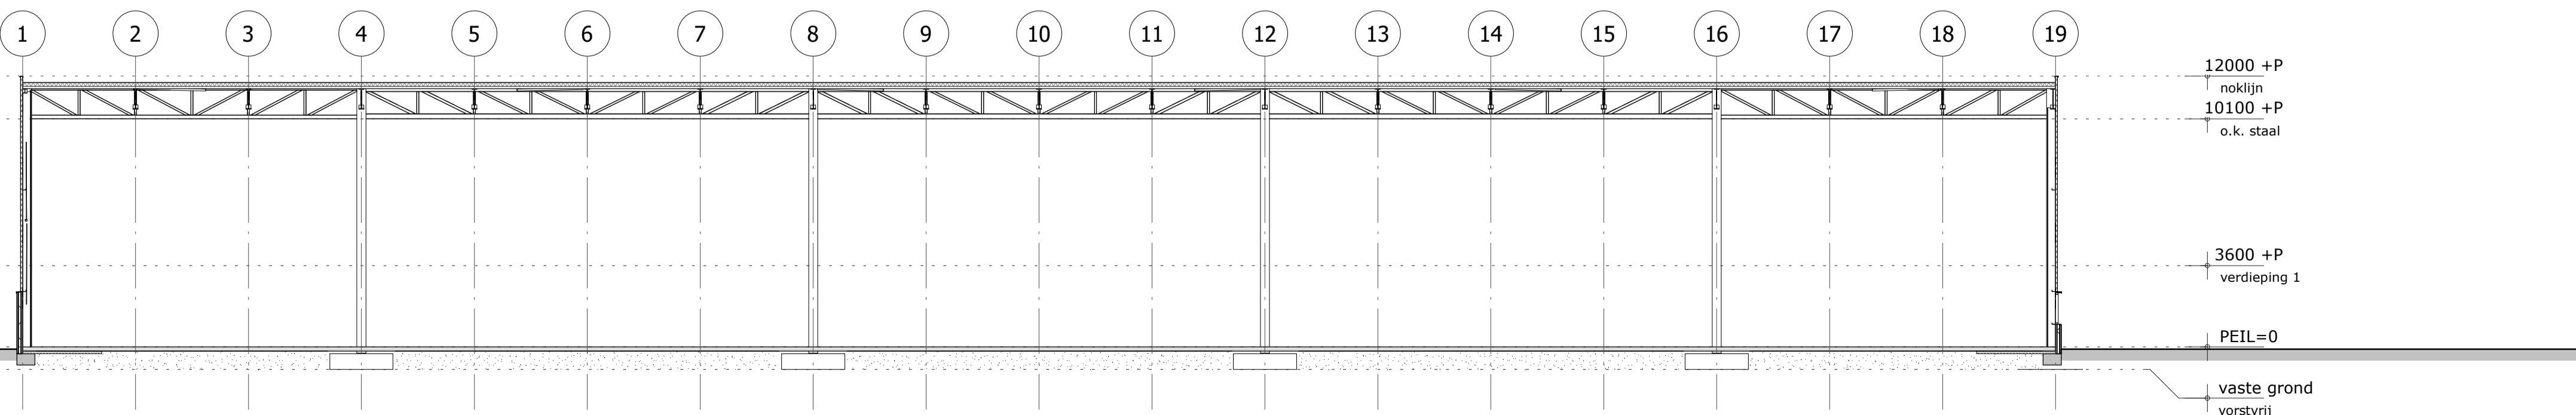 1 2 3 4 5 6 7 8 9 10 11 12 13 14 15 16 17 18 19
12000 +P
noklijn
10100 +P
o.k. staal
3600 +P
verdieping 1
PEIL=0
vaste grond
vorstvrij